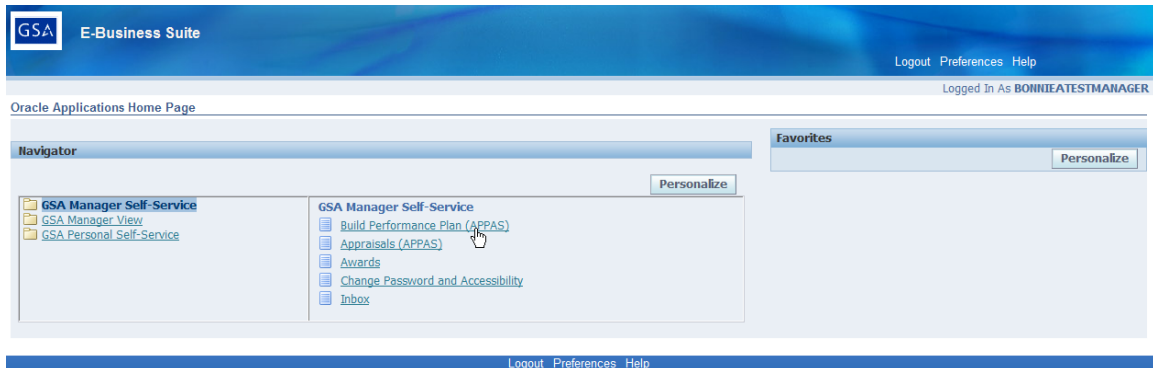 GSA E-Business Suite
Logout Preferences Help
Logged In As BONNIEATESTMANAGER
Oracle Applications Home Page
Navigator
Personalize
GSA Manager Self-Service
GSA Manager View
GSA Personal Self-Service
GSA Manager Self-Service
Build Performance Plan (APPAS)
Appraisals (APPAS)
Awards
Change Password and Accessibility
Inbox
Favorites
Personalize
Logout Preferences Help